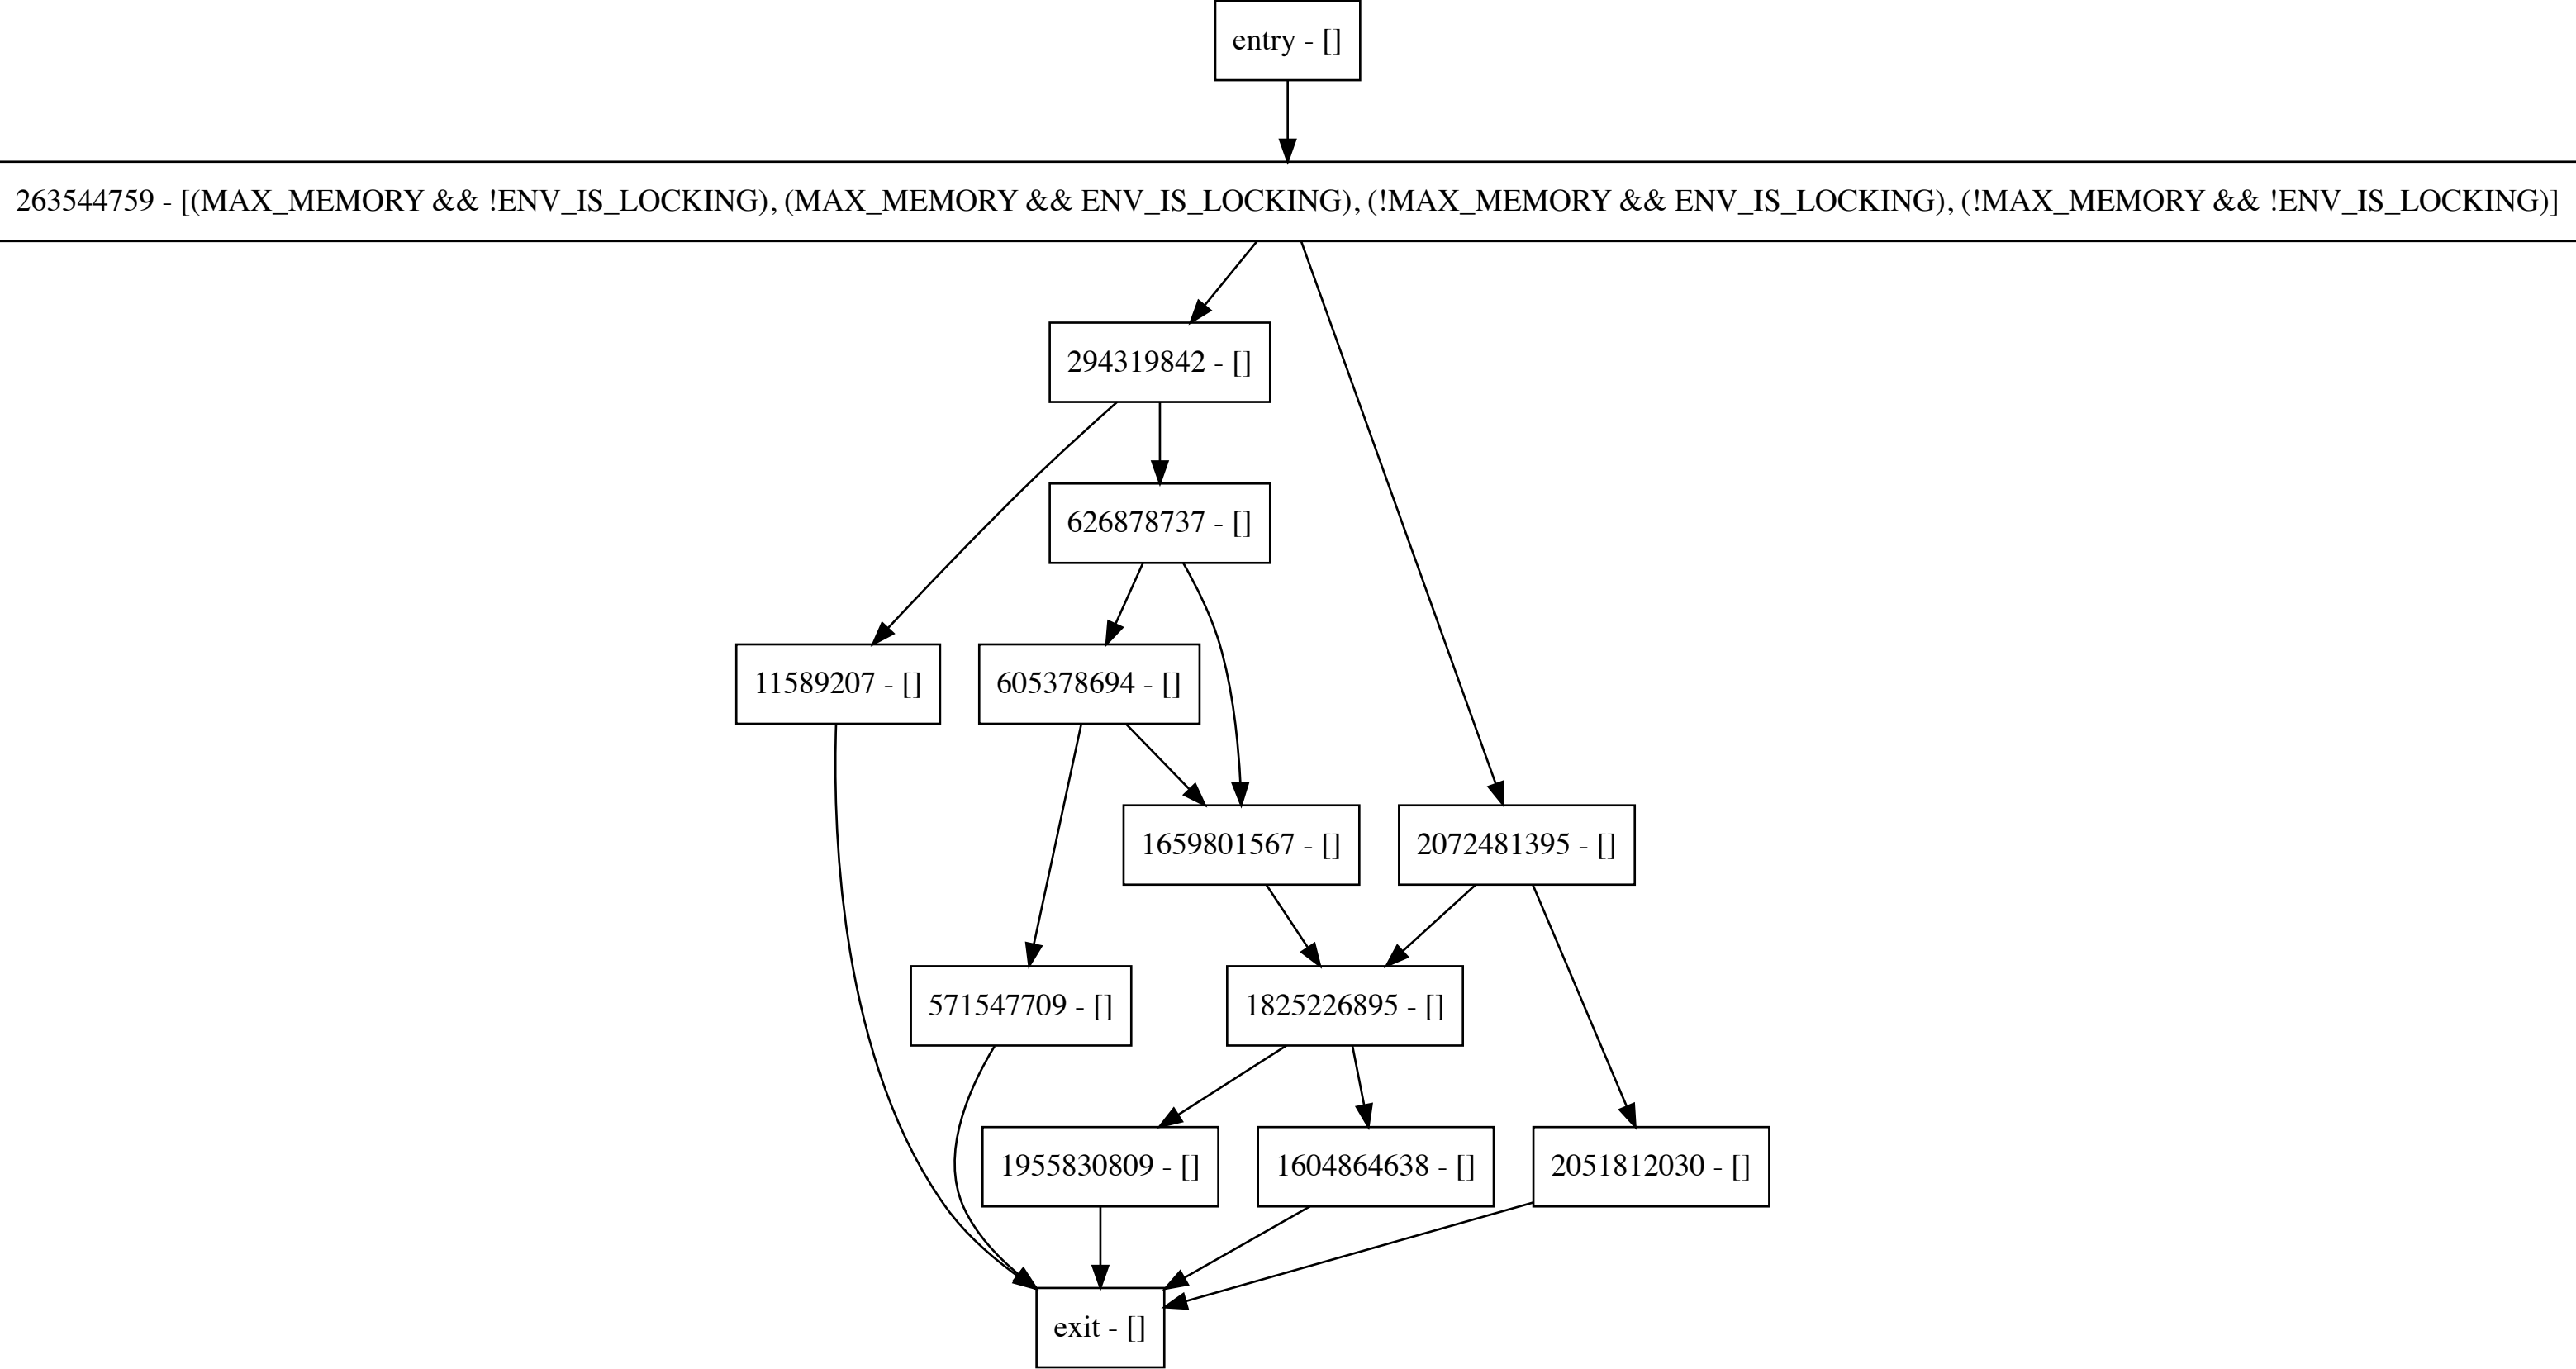 entry - []
263544759 - [(MAX_MEMORY && !ENV_IS_LOCKING), (MAX_MEMORY && ENV_IS_LOCKING), (!MAX_MEMORY && ENV_IS_LOCKING), (!MAX_MEMORY && !ENV_IS_LOCKING)]
294319842 - []
626878737 - []
11589207 - []
605378694 - []
1659801567 - []
2072481395 - []
571547709 - []
1825226895 - []
1955830809 - []
1604864638 - []
2051812030 - []
exit - []